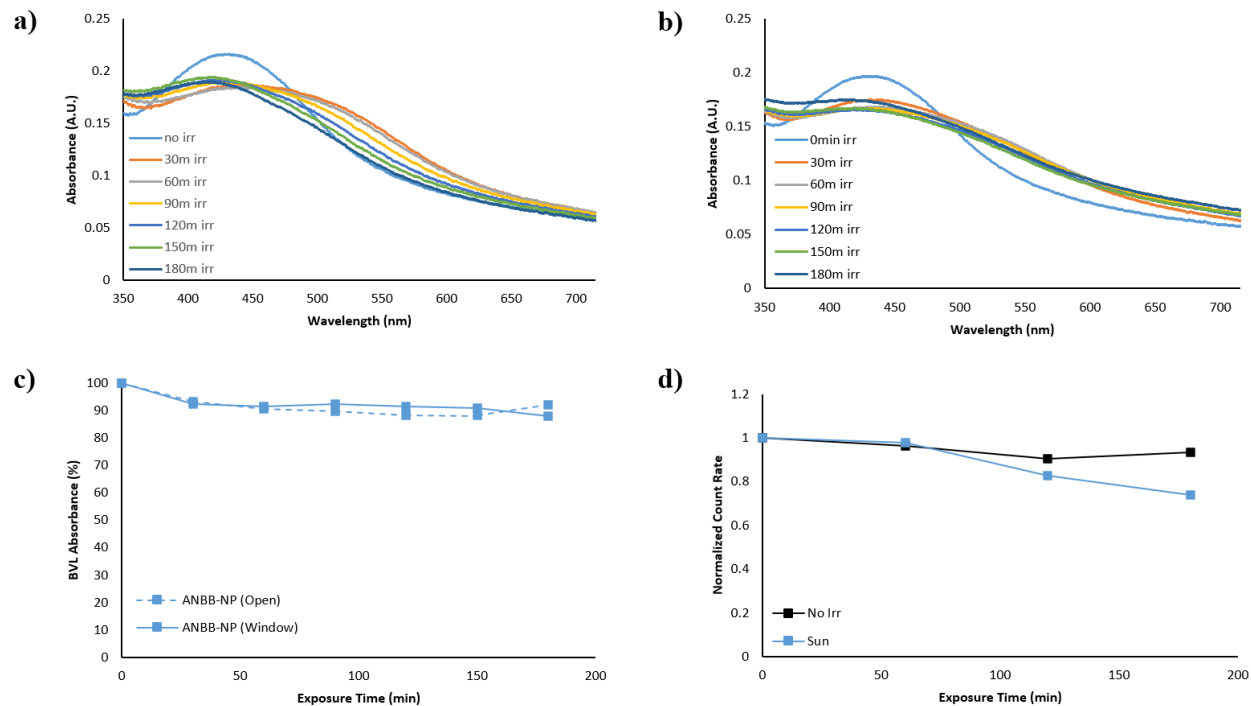 a)
0.25
0.2
0.15
0.1
0.05
0
Absorbance (A.U.)
no irr
30m irr
60m irr
90m irr
120m irr
150m irr
180m irr
350 400 450 500 550 600 650 700
Wavelength (nm)
b)
0.25
0.2
0.15
0.1
0.05
0
Absorbance (A.U.)
0min irr
30m irr
60m irr
90m irr
120m irr
150m irr
180m irr
350 400 450 500 550 600 650 700
Wavelength (nm)
c)
100
90
80
70
60
50
40
30
20
10
0
BVL Absorbance (%)
ANBB-NP (Open)
ANBB-NP (Window)
0 50 100 150 200
Exposure Time (min)
d)
1.2
1
0.8
0.6
0.4
0.2
0
Normalized Count Rate
No Irr
Sun
0 50 100 150 200
Exposure Time (min)